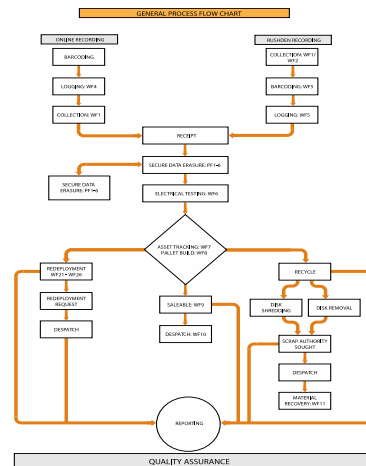 GENERAL PROCESS FLOW CHART
ONLINE RECORDING
RUSHDEN RECORDING
BARCODING
COLLECTION: WF1/
WF2
LOGGING: WF4
BARCODING: WF3
COLLECTION: WF1
LOGGING: WF5
RECEIPT
SECURE DATA ERASURE: PF1-6
SECURE DATA
ERASURE: PF1-6
ELECTRICAL TESTING: WF6
ASSET TRACKING: WF7
PALLET BUILD: WF8
REDEPLOYMENT
WF21- WF26
RECYCLE
REDEPLOYMENT
REQUEST
SALEABLE: WF9
DISK
SHREDDING
DISK REMOVAL
DESPATCH
DESPATCH: WF10
SCRAP AUTHORITY
SOUGHT
DESPATCH
MATERIAL
RECOVERY: WF11
REPORTING
QUALITY ASSURANCE